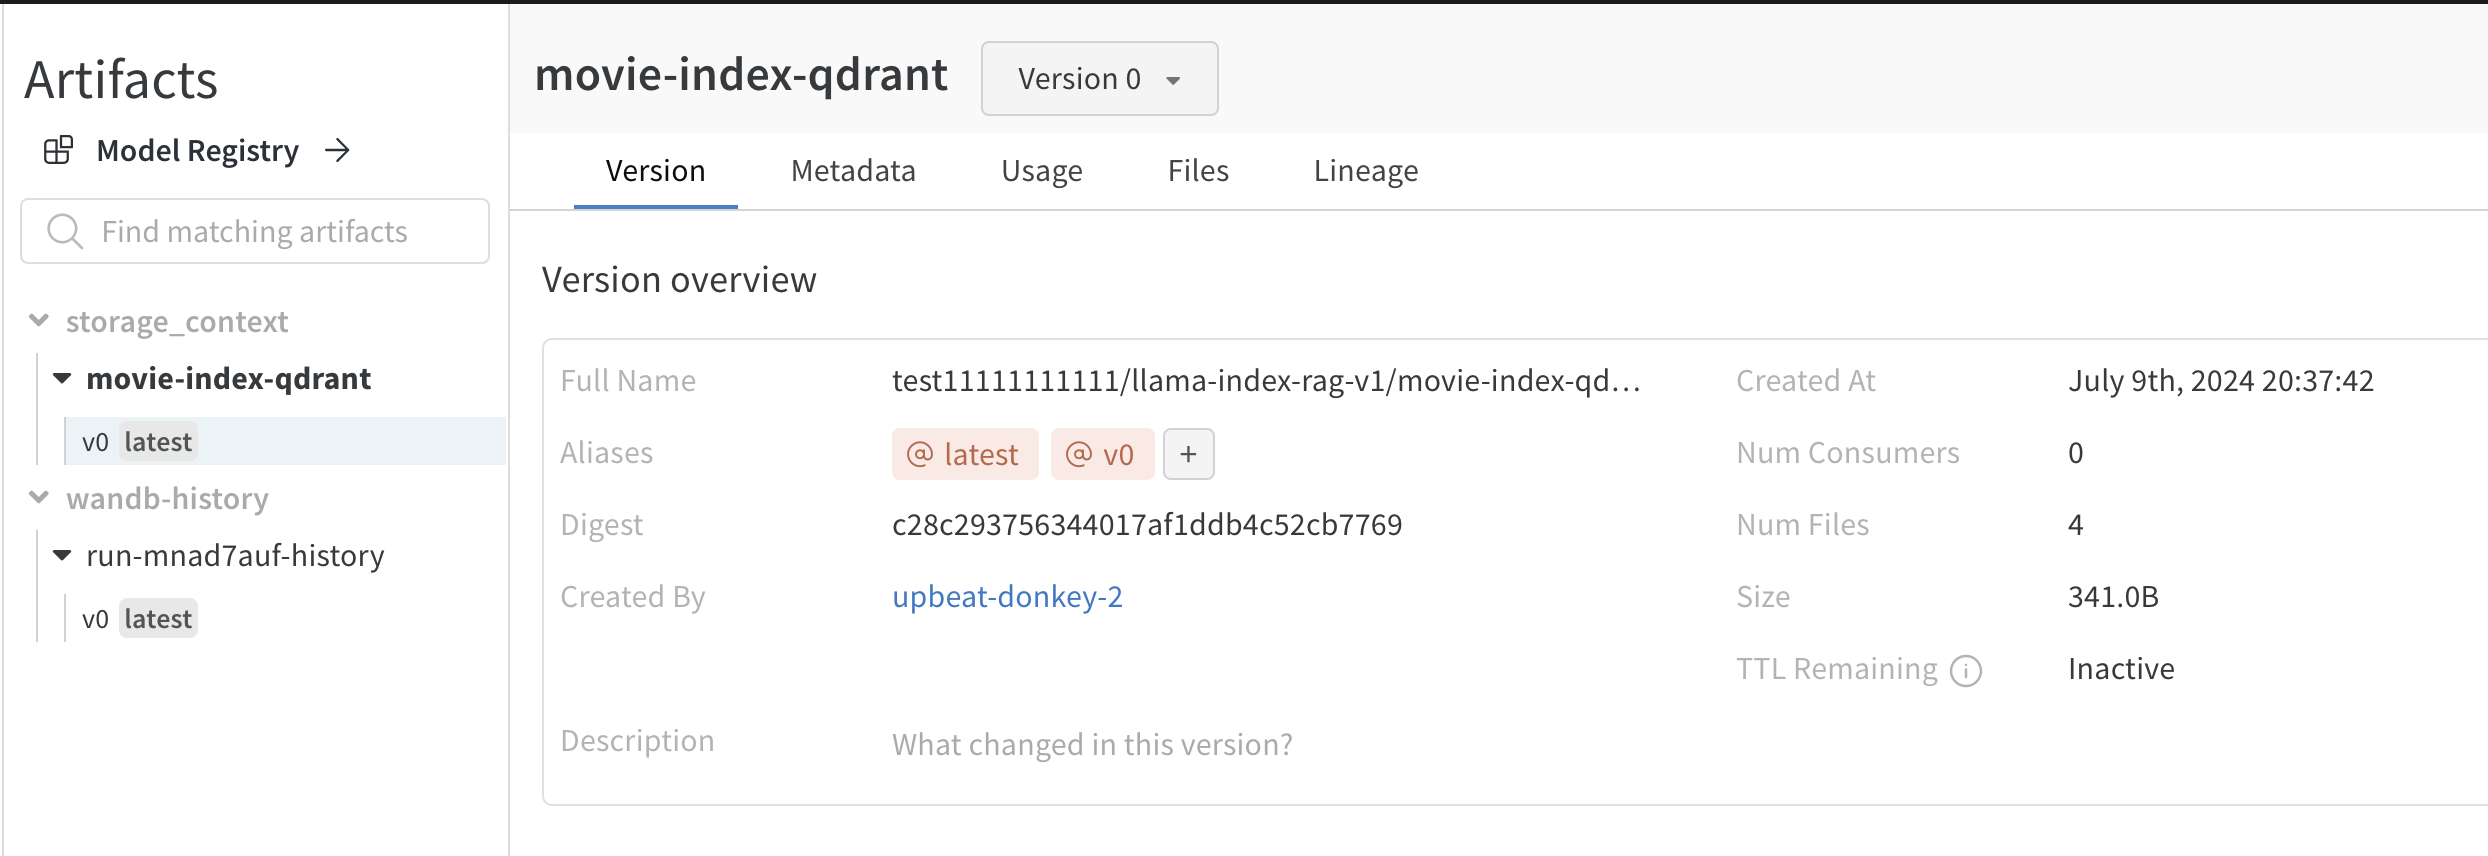 Artifacts
Model Registry →
Find matching artifacts
storage_context
movie-index-qdrant
v0 latest
wandb-history
run-mnad7auf-history
v0 latest
movie-index-qdrant
Version 0
Version Metadata Usage Files Lineage
Version overview
Full Name test11111111111/llama-index-rag-v1/movie-index-qd...
Aliases @ latest @ v0 +
Digest c28c293756344017af1ddb4c52cb7769
Created By upbeat-donkey-2
Description What changed in this version?
Created At July 9th, 2024 20:37:42
Num Consumers 0
Num Files 4
Size 341.0B
TTL Remaining Inactive